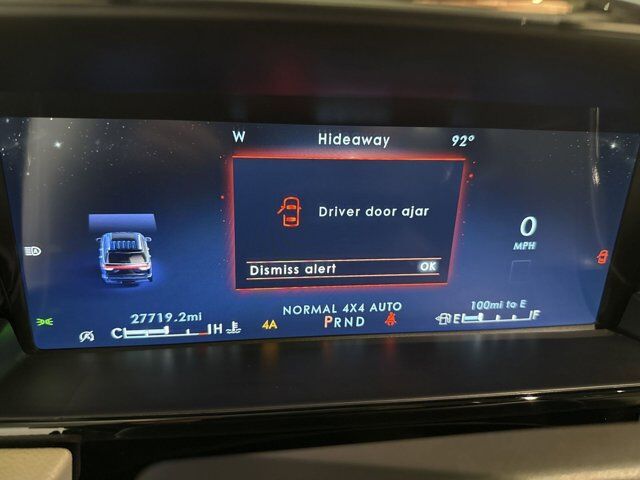 W Hideaway 92°
Driver door ajar
0
MPH
Dismiss alert OK
27719.2mi
NORMAL 4X4 AUTO
100mi to E
C H
4A
PRND
E F